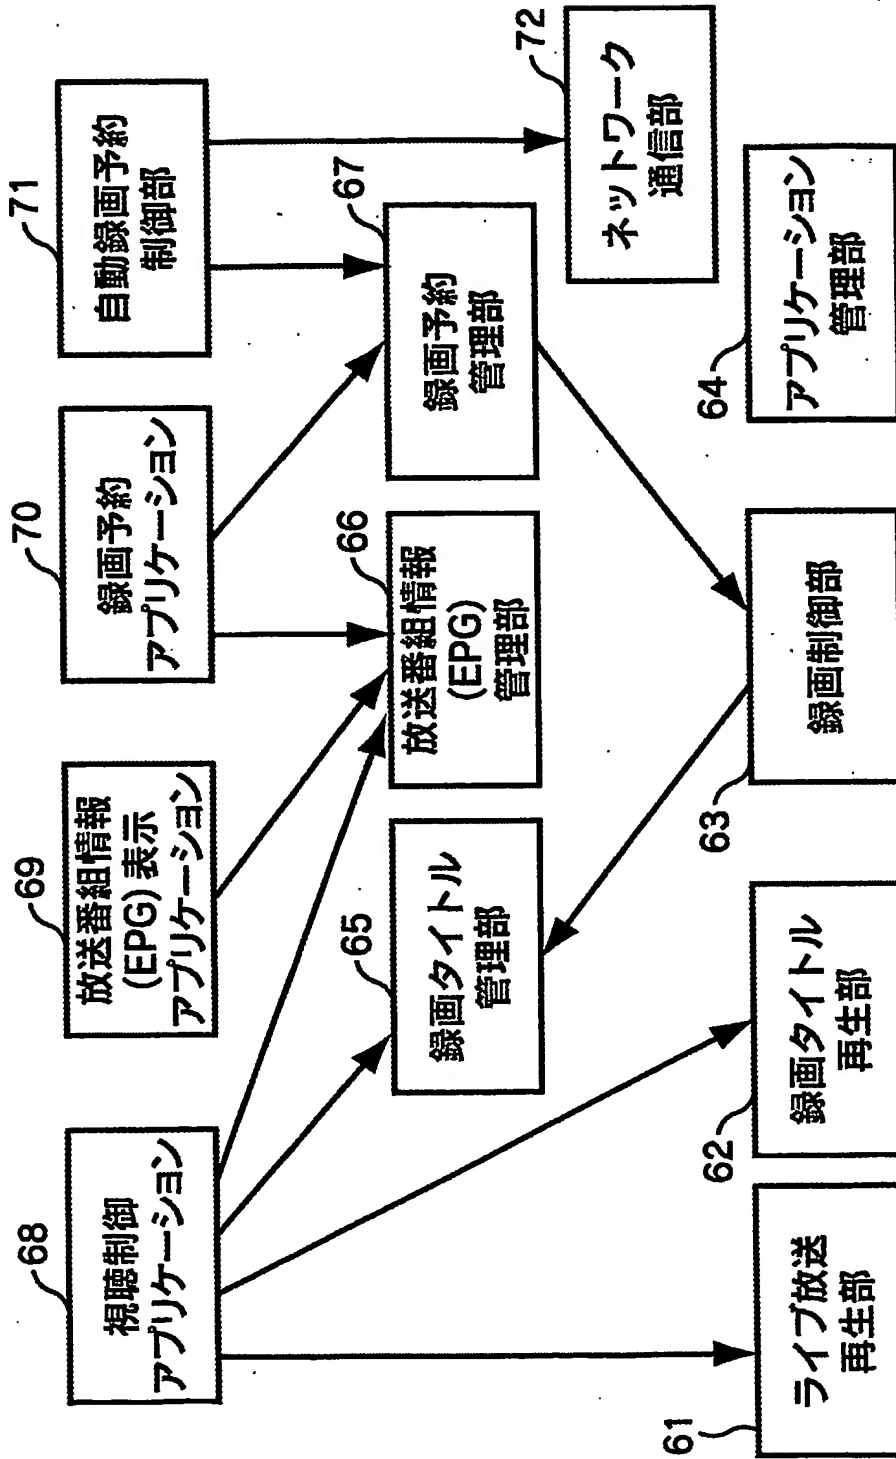 68
視聴制御
アプリケーション
69
放送番組情報
(EPG) 表示
アプリケーション
70
録画予約
アプリケーション
71
自動録画予約
制御部
65
録画タイトル
管理部
66
放送番組情報
(EPG)
管理部
67
録画予約
管理部
72
ネットワーク
通信部
61
ライブ放送
再生部
62
録画タイトル
再生部
63
録画制御部
64
アプリケーション
管理部